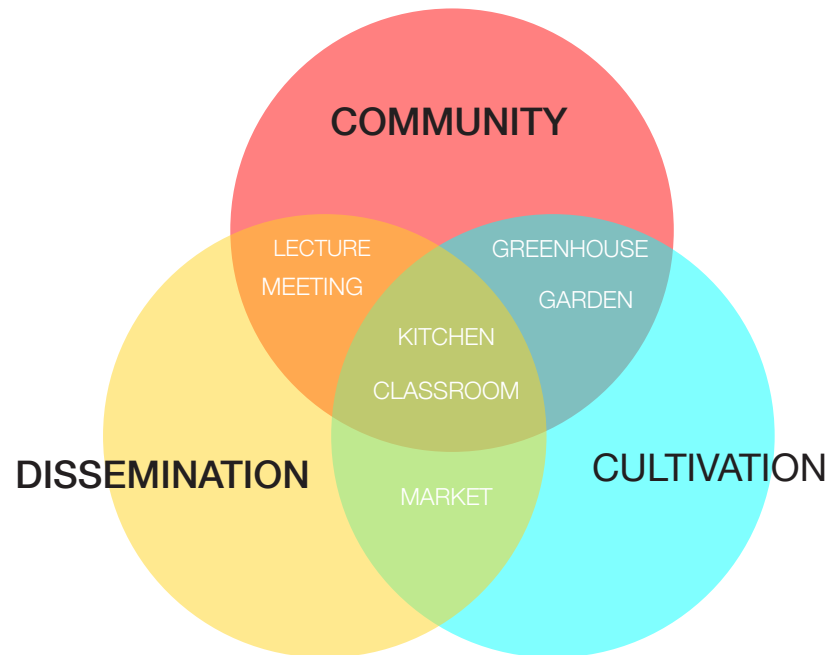 COMMUNITY
LECTURE
MEETING
GREENHOUSE
GARDEN
KITCHEN
CLASSROOM
DISSEMINATION
CULTIVATION
MARKET